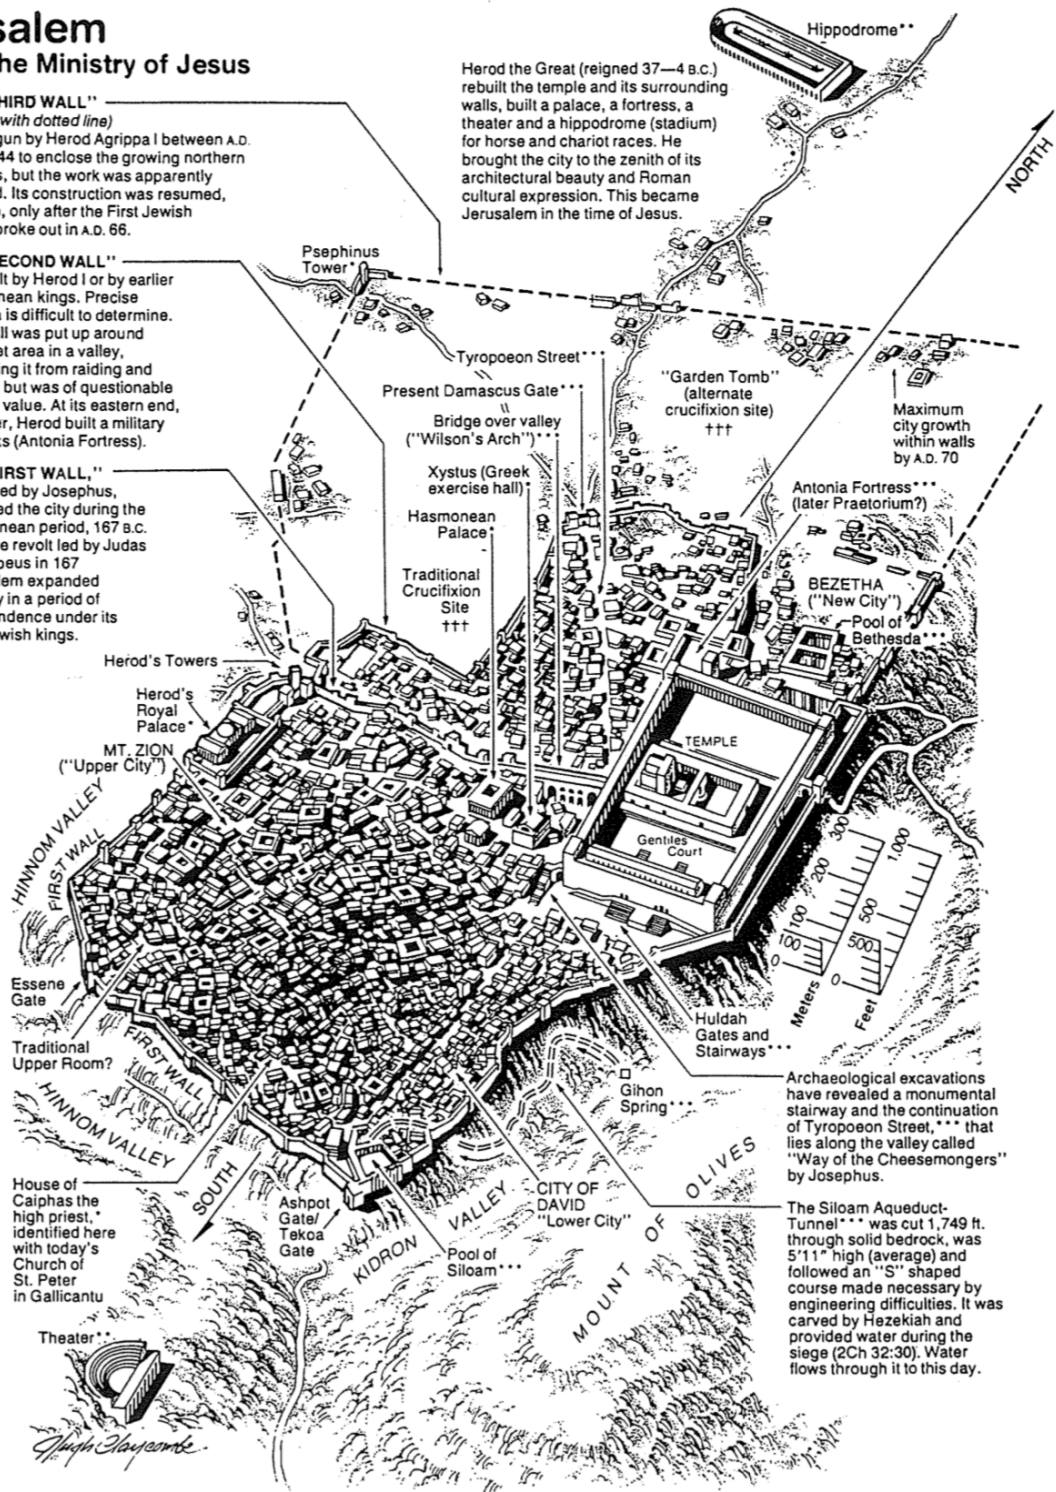 salem
he Ministry of Jesus
HIRD WALL"
with dotted line)
gun by Herod Agrippa I between A.D.
44 to enclose the growing northern
s, but the work was apparently
d. Its construction was resumed,
, only after the First Jewish
broke out in A.D. 66.
ECOND WALL"
lt by Herod I or by earlier
nean kings. Precise
is difficult to determine.
ll was put up around
et area in a valley,
ing it from raiding and
but was of questionable
value. At its eastern end,
er, Herod built a military
ks (Antonia Fortress).
IRST WALL,"
ed by Josephus,
ed the city during the
nean period, 167 B.C.
e revolt led by Judas
beus in 167
lem expanded
y in a period of
ndence under its
wish kings.
Herod the Great (reigned 37—4 B.C.)
rebuilt the temple and its surrounding
walls, built a palace, a fortress, a
theater and a hippodrome (stadium)
for horse and chariot races. He
brought the city to the zenith of its
architectural beauty and Roman
cultural expression. This became
Jerusalem in the time of Jesus.
Hippodrome**
NORTH
Psephinus
Tower*
Tyropoeon Street***
Present Damascus Gate***
Bridge over valley
("Wilson's Arch")***
Xystus (Greek
exercise hall)*
Hasmonean
Palace*
Traditional
Crucifixion
Site
†††
"Garden Tomb"
(alternate
crucifixion site)
†††
Maximum
city growth
within walls
by A.D. 70
Antonia Fortress***
(later Praetorium?)
BEZETHA
("New City")
Pool of
Bethesda***
Herod's Towers
Herod's
Royal
Palace*
MT. ZION
("Upper City")
HINNOM VALLEY
FIRST WALL
TEMPLE
Gentiles
Court
300
200
100
100
0
Meters
1,000
500
500
0
Feet
Essene
Gate
Traditional
Upper Room?
FIRST WALL
HINNOM VALLEY
SOUTH
House of
Caiphas the
high priest,*
identified here
with today's
Church of
St. Peter
in Gallicantu
Ashpot
Gate/
Tekoa
Gate
KIDRON VALLEY
Pool of
Siloam***
CITY OF
DAVID
"Lower City"
Gihon
Spring***
Huldah
Gates and
Stairways***
MOUNT OF OLIVES
Archaeological excavations
have revealed a monumental
stairway and the continuation
of Tyropoeon Street,*** that
lies along the valley called
"Way of the Cheesemongers"
by Josephus.
The Siloam Aqueduct-
Tunnel*** was cut 1,749 ft.
through solid bedrock, was
5'11" high (average) and
followed an "S" shaped
course made necessary by
engineering difficulties. It was
carved by Hezekiah and
provided water during the
siege (2Ch 32:30). Water
flows through it to this day.
Theater**
Hugh Claycombe